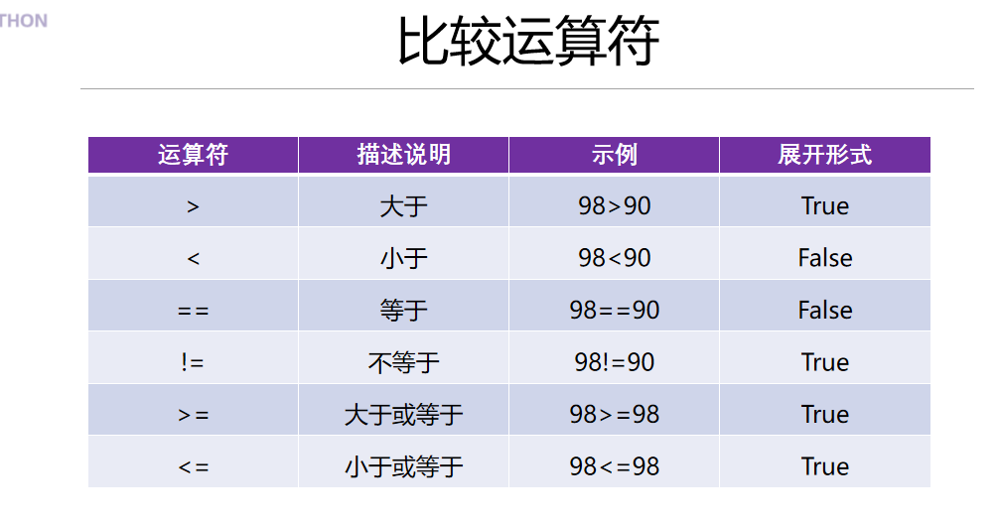 THON
比较运算符
运算符 描述说明 示例 展开形式
> 大于 98>90 True
< 小于 98<90 False
== 等于 98==90 False
!= 不等于 98!=90 True
>= 大于或等于 98>=98 True
<= 小于或等于 98<=98 True